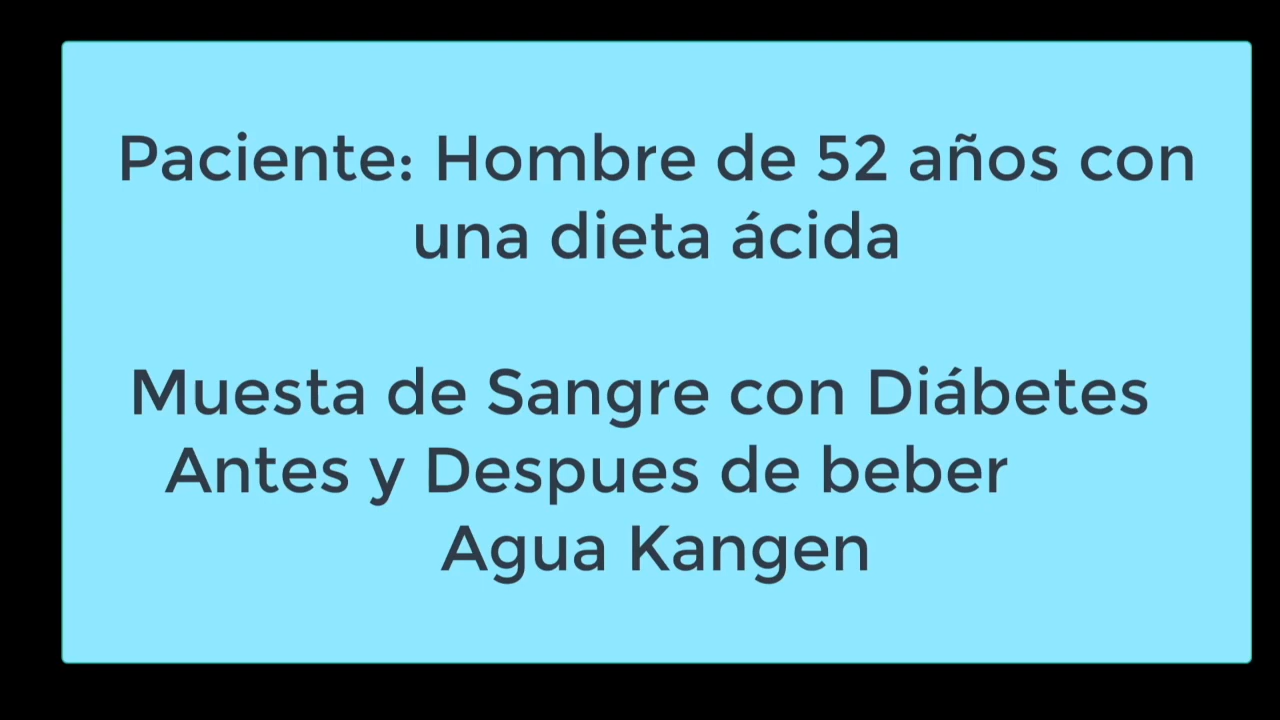 Paciente: Hombre de 52 años con
una dieta ácida
Muesta de Sangre con Diábetes
Antes y Despues de beber
Agua Kangen